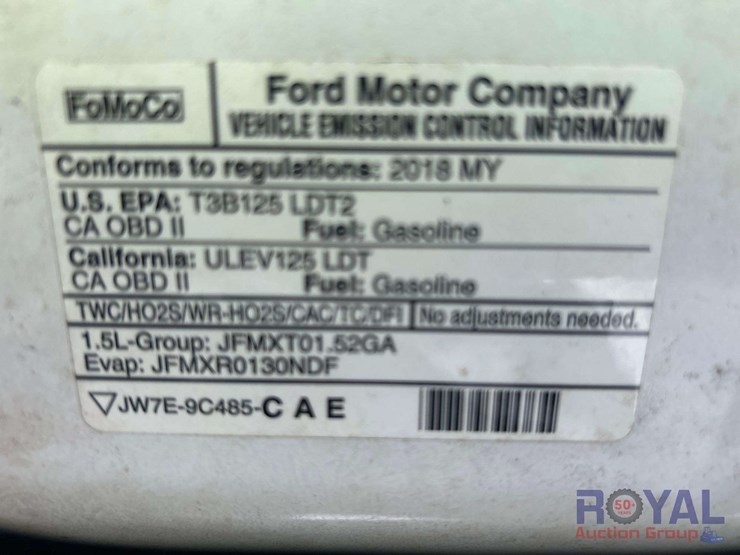 FoMoCo
Ford Motor Company
VEHICLE EMISSION CONTROL INFORMATION
Conforms to regulations: 2018 MY
U.S. EPA: T3B125 LDT2
CA OBD II Fuel: Gasoline
California: ULEV125 LDT
CA OBD II Fuel: Gasoline
TWC/HO2S/WR-HO2S/CAC/TC/DFI No adjustments needed.
1.5L-Group: JFMXT01.52GA
Evap: JFMXR0130NDF
JW7E-9C485-C A E
ROYAL
50+
Auction Group